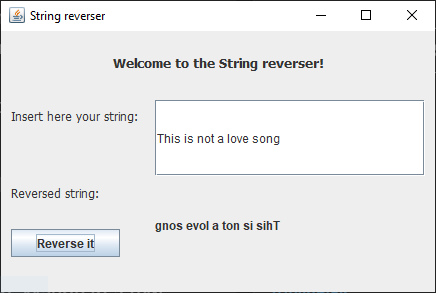 String reverser
Welcome to the String reverser!
Insert here your string:
This is not a love song
Reversed string:
gnos evol a ton si sihT
Reverse it